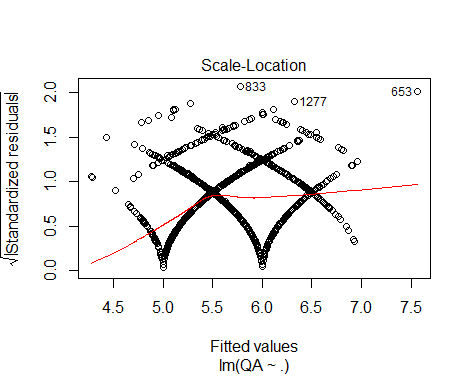 Scale-Location
√|Standardized residuals|
2.0
1.5
1.0
0.5
0.0
833
1277
653
4.5 5.0 5.5 6.0 6.5 7.0 7.5
Fitted values
lm(QA ~ .)